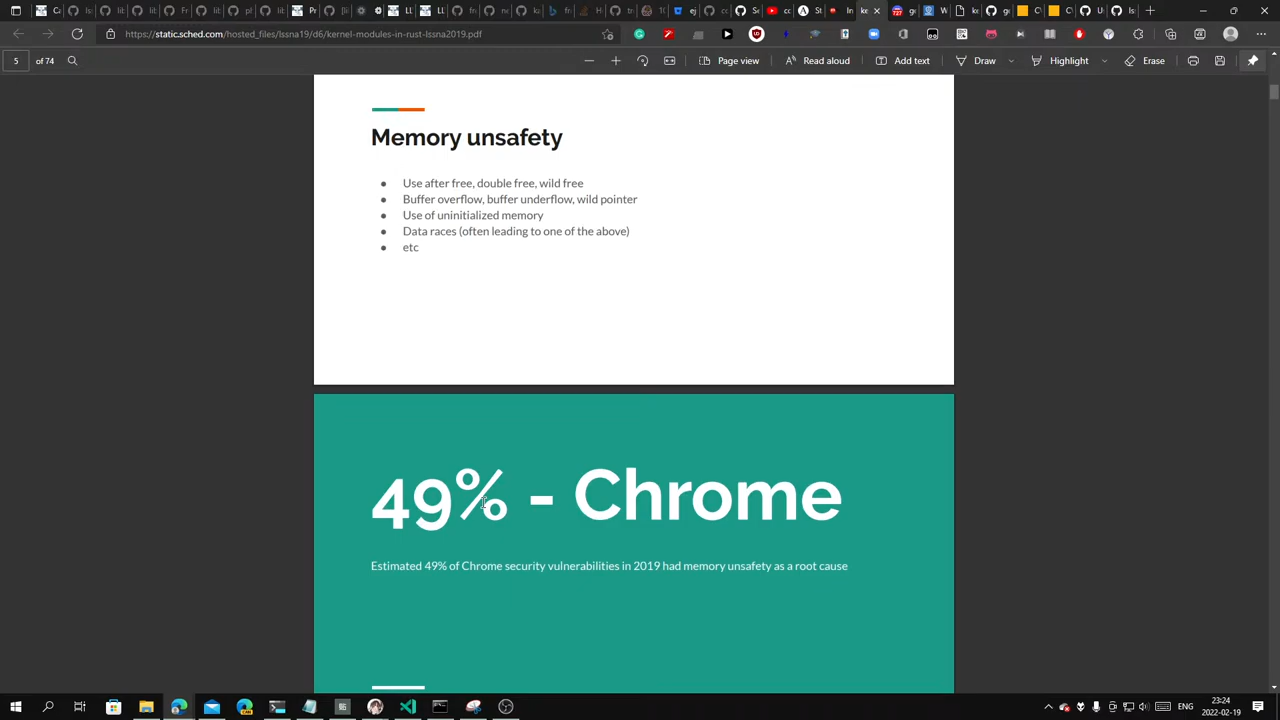 https://static.sched.com/hosted_files/lssna19/d6/kernel-modules-in-rust-lssna2019.pdf
5
of 74
Page view
Read aloud
Add text
Draw
Highlight
Erase
Memory unsafety
● Use after free, double free, wild free
● Buffer overflow, buffer underflow, wild pointer
● Use of uninitialized memory
● Data races (often leading to one of the above)
● etc
49% - Chrome
Estimated 49% of Chrome security vulnerabilities in 2019 had memory unsafety as a root cause
23:24
2022-02-19